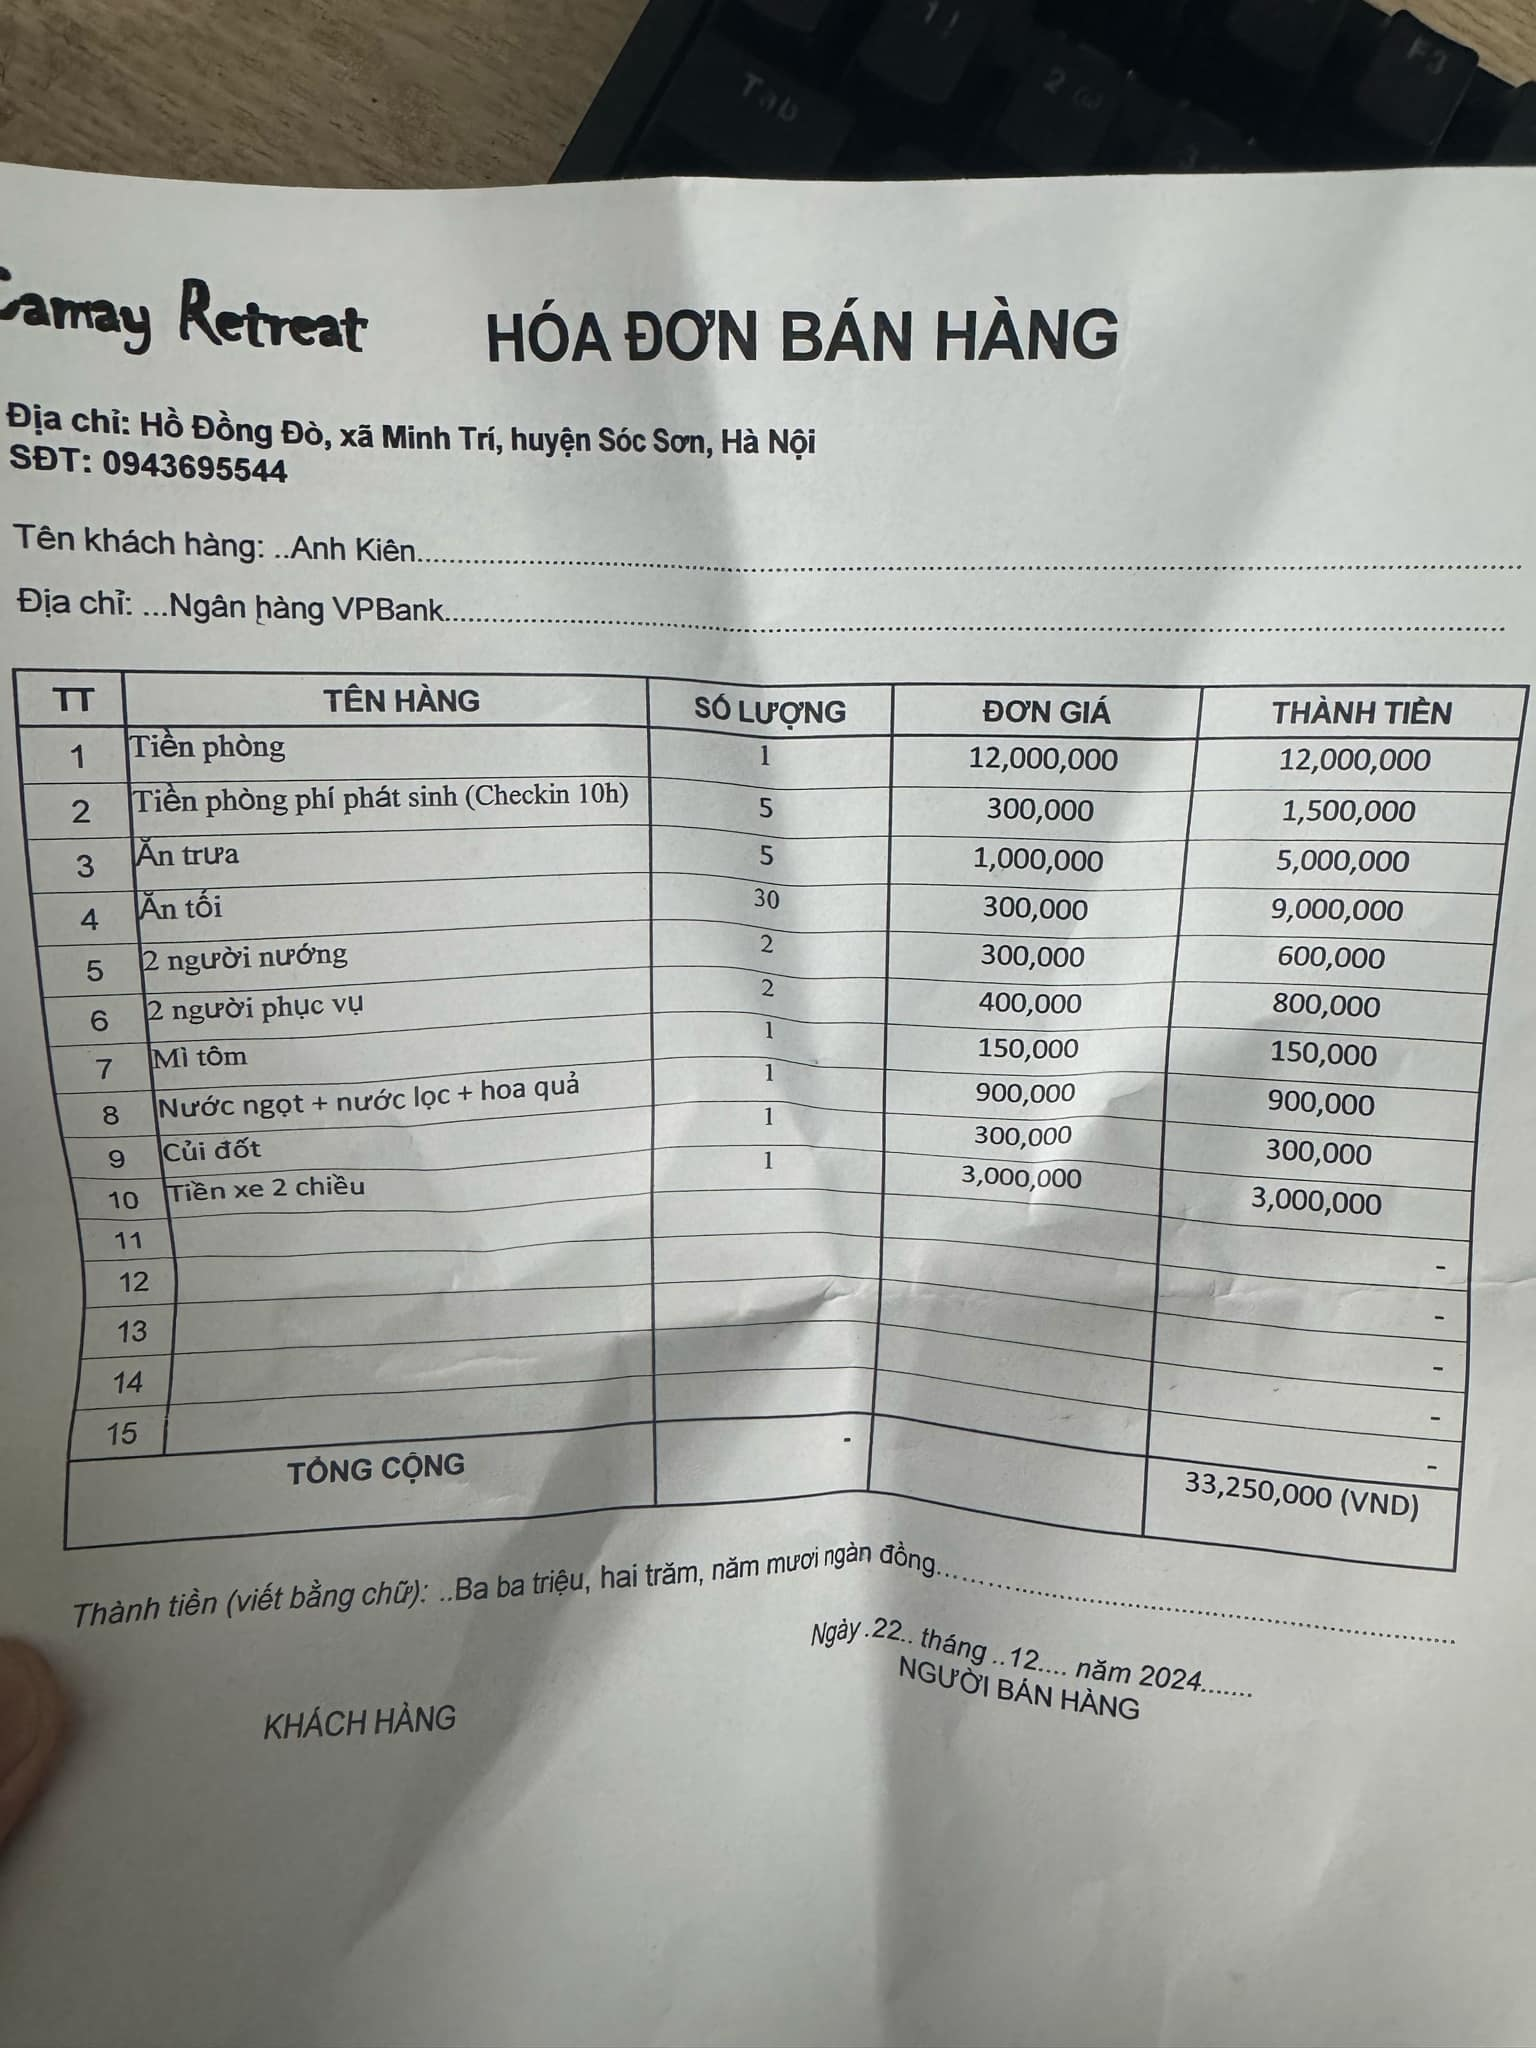 Camay Retreat HÓA ĐƠN BÁN HÀNG
Địa chỉ: Hồ Đồng Đò, xã Minh Trí, huyện Sóc Sơn, Hà Nội
SĐT: 0943695544
Tên khách hàng: ..Anh Kiên...............................................................................
Địa chỉ: ...Ngân hàng VPBank...............................................................................
TT TÊN HÀNG SỐ LƯỢNG ĐƠN GIÁ THÀNH TIỀN
1 Tiền phòng 1 12,000,000 12,000,000
2 Tiền phòng phí phát sinh (Checkin 10h) 5 300,000 1,500,000
3 Ăn trưa 5 1,000,000 5,000,000
4 Ăn tối 30 300,000 9,000,000
5 2 người nướng 2 300,000 600,000
6 2 người phục vụ 2 400,000 800,000
7 Mì tôm 1 150,000 150,000
8 Nước ngọt + nước lọc + hoa quả 1 900,000 900,000
9 Củi đốt 1 300,000 300,000
10 Tiền xe 2 chiều 1 3,000,000 3,000,000
11 -
12 -
13 -
14 -
15 -
TỔNG CỘNG - 33,250,000 (VND)
Thành tiền (viết bằng chữ): ..Ba ba triệu, hai trăm, năm mươi ngàn đồng...............................................
Ngày .22.. tháng ..12.... năm 2024.......
KHÁCH HÀNG NGƯỜI BÁN HÀNG
Tab
1 !
2 @
3
F3